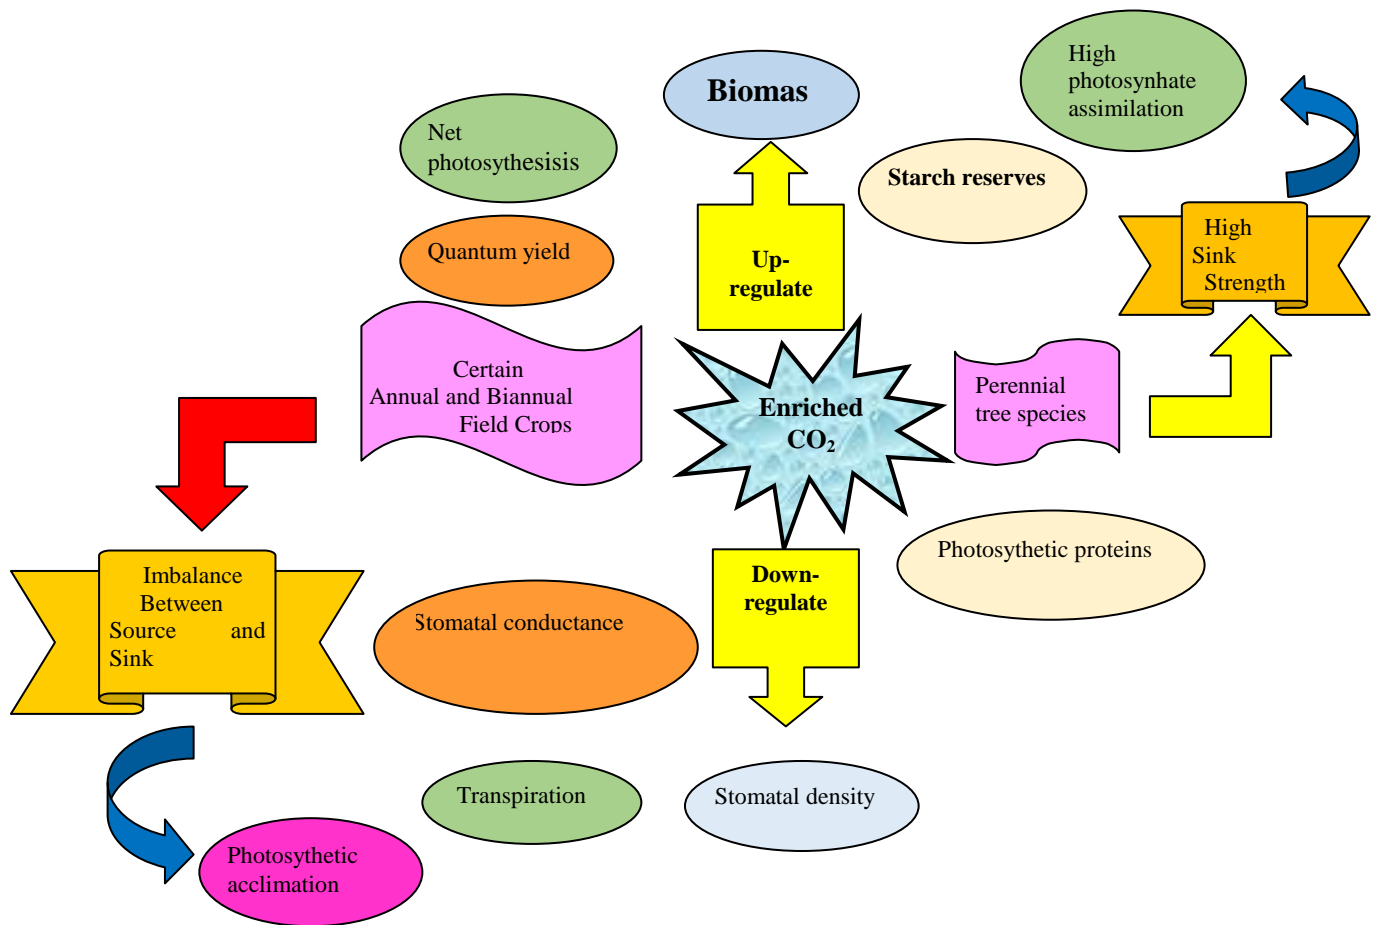 High
photosynhate
assimilation
Biomas
Net
photosythesisis
Starch reserves
Quantum yield
Up-
regulate
High
Sink
Strength
Certain
Annual and Biannual
Field Crops
Enriched
CO₂
Perennial
tree species
Imbalance
Between
Source and
Sink
Stomatal conductance
Down-
regulate
Photosythetic proteins
Transpiration
Stomatal density
Photosythetic
acclimation